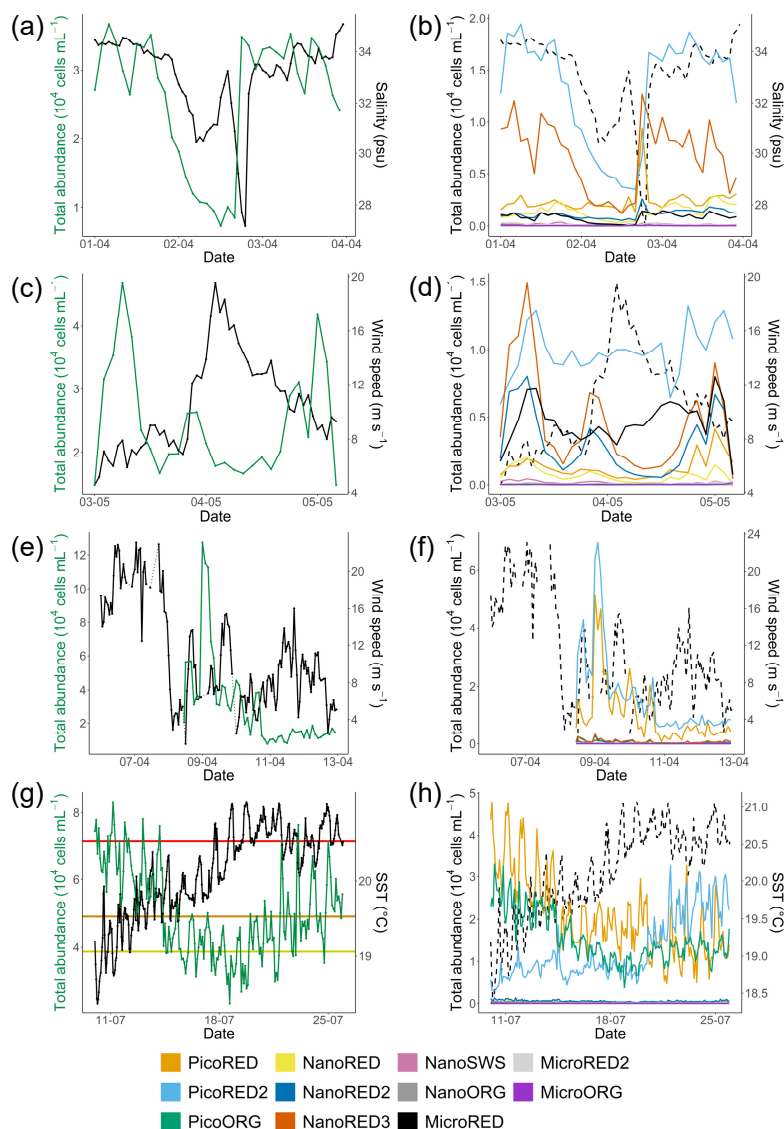 (a)
Total abundance (10⁴ cells mL⁻¹)
3
2
1
01-04
02-04
03-04
04-04
Date
34
32
30
28
Salinity (psu)
(b)
Total abundance (10⁴ cells mL⁻¹)
2.0
1.5
1.0
0.5
0.0
01-04
02-04
03-04
04-04
Date
34
32
30
28
Salinity (psu)
(c)
Total abundance (10⁴ cells mL⁻¹)
4
3
2
03-05
04-05
05-05
Date
20
16
12
8
4
Wind speed (m s⁻¹)
(d)
Total abundance (10⁴ cells mL⁻¹)
1.5
1.0
0.5
0.0
03-05
04-05
05-05
Date
20
16
12
8
4
Wind speed (m s⁻¹)
(e)
Total abundance (10⁴ cells mL⁻¹)
12
10
8
6
4
2
07-04
09-04
11-04
13-04
Date
22
16
10
4
Wind speed (m s⁻¹)
(f)
Total abundance (10⁴ cells mL⁻¹)
6
4
2
0
07-04
09-04
11-04
13-04
Date
22
16
10
4
Wind speed (m s⁻¹)
(g)
Total abundance (10⁴ cells mL⁻¹)
8
6
4
11-07
18-07
25-07
Date
20
19
SST (°C)
(h)
Total abundance (10⁴ cells mL⁻¹)
5
4
3
2
1
0
11-07
18-07
25-07
Date
21.0
20.5
20.0
19.5
19.0
18.5
SST (°C)
PicoRED NanoRED NanoSWS MicroRED2
PicoRED2 NanoRED2 NanoORG MicroORG
PicoORG NanoRED3 MicroRED